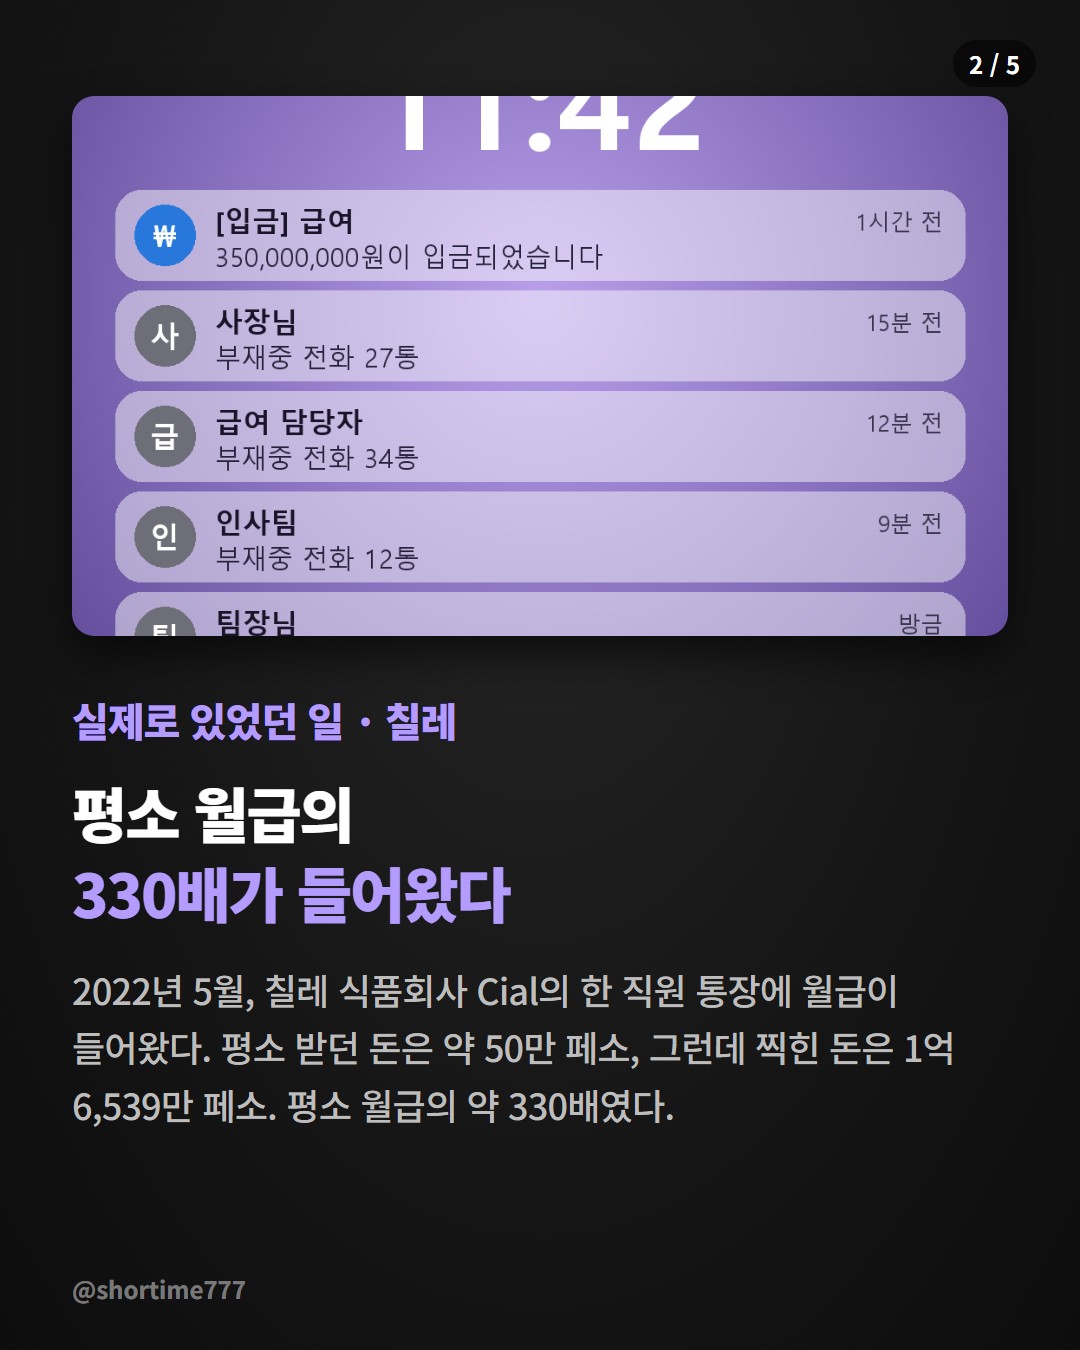 2 / 5
11:42
₩
[입금] 급여
1시간 전
350,000,000원이 입금되었습니다
사
사장님
15분 전
부재중 전화 27통
급
급여 담당자
12분 전
부재중 전화 34통
인
인사팀
9분 전
부재중 전화 12통
팀
팀장님
방금
실제로 있었던 일 · 칠레
평소 월급의
330배가 들어왔다
2022년 5월, 칠레 식품회사 Cial의 한 직원 통장에 월급이
들어왔다. 평소 받던 돈은 약 50만 페소, 그런데 찍힌 돈은 1억
6,539만 페소. 평소 월급의 약 330배였다.
@shortime777